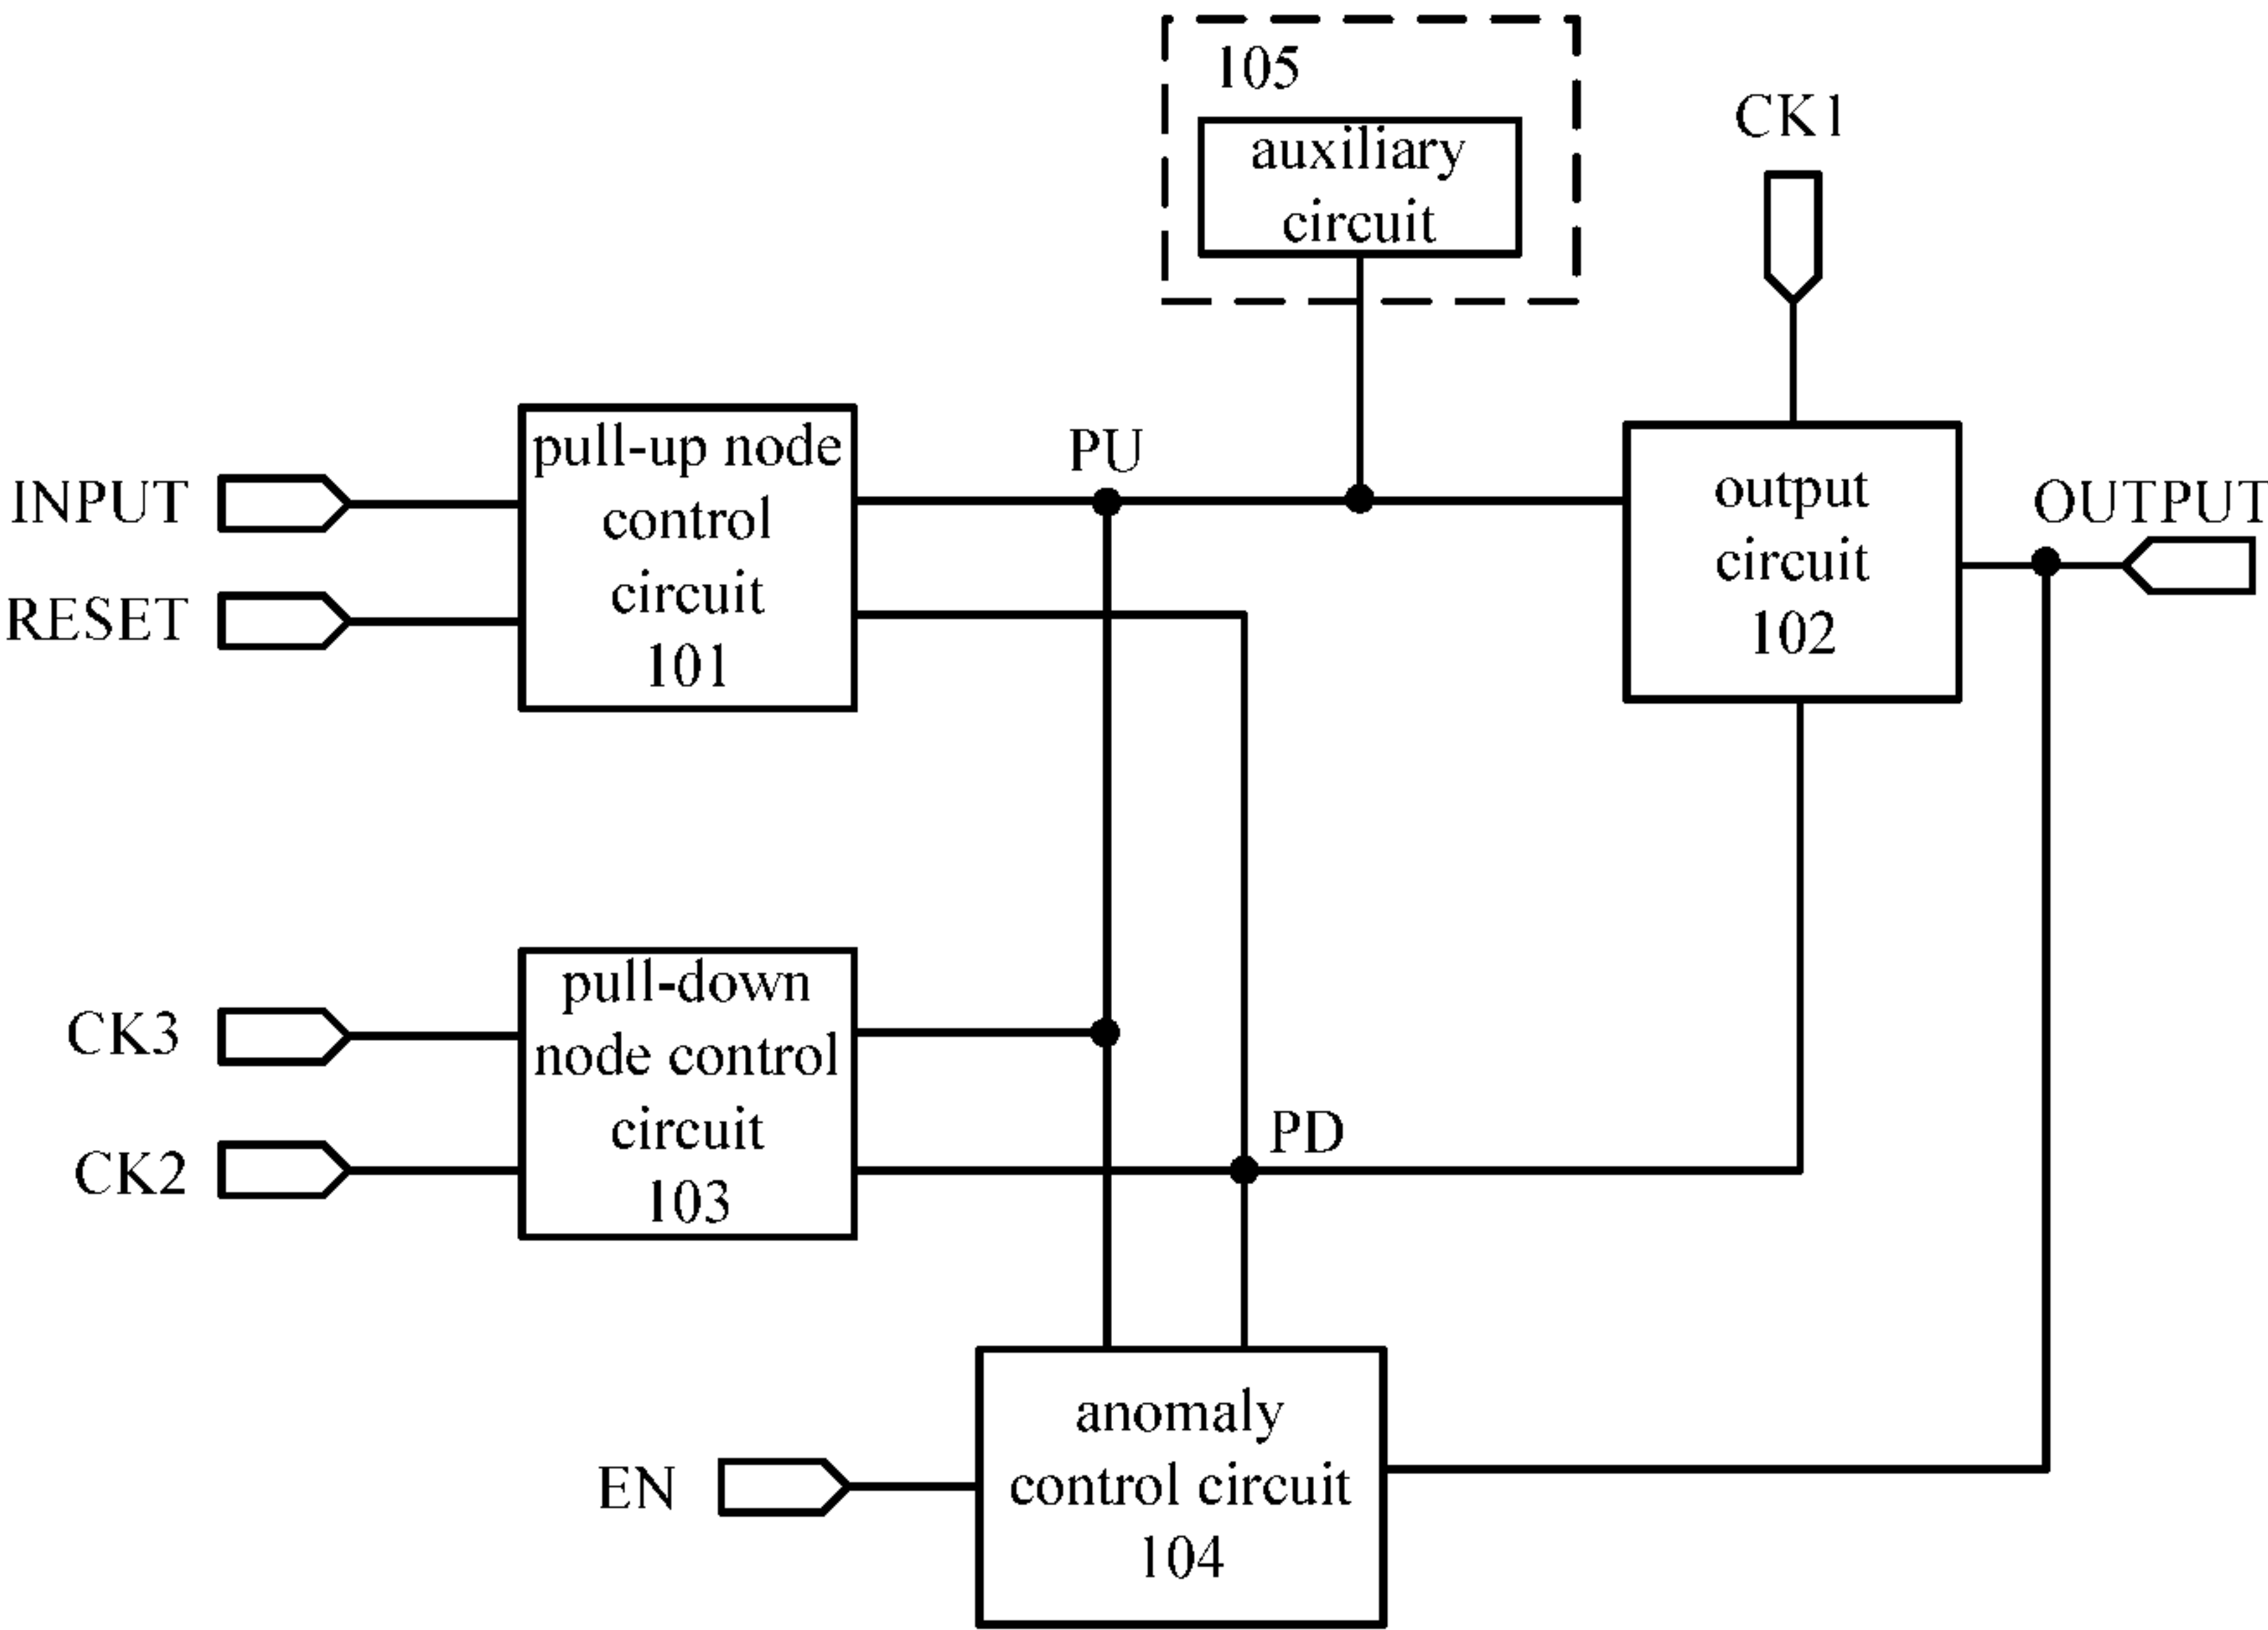 105
auxiliary
circuit
CK1
pull-up node
control
circuit
101
PU
INPUT
RESET
output
circuit
102
OUTPUT
pull-down
node control
circuit
103
CK3
CK2
PD
anomaly
control circuit
104
EN